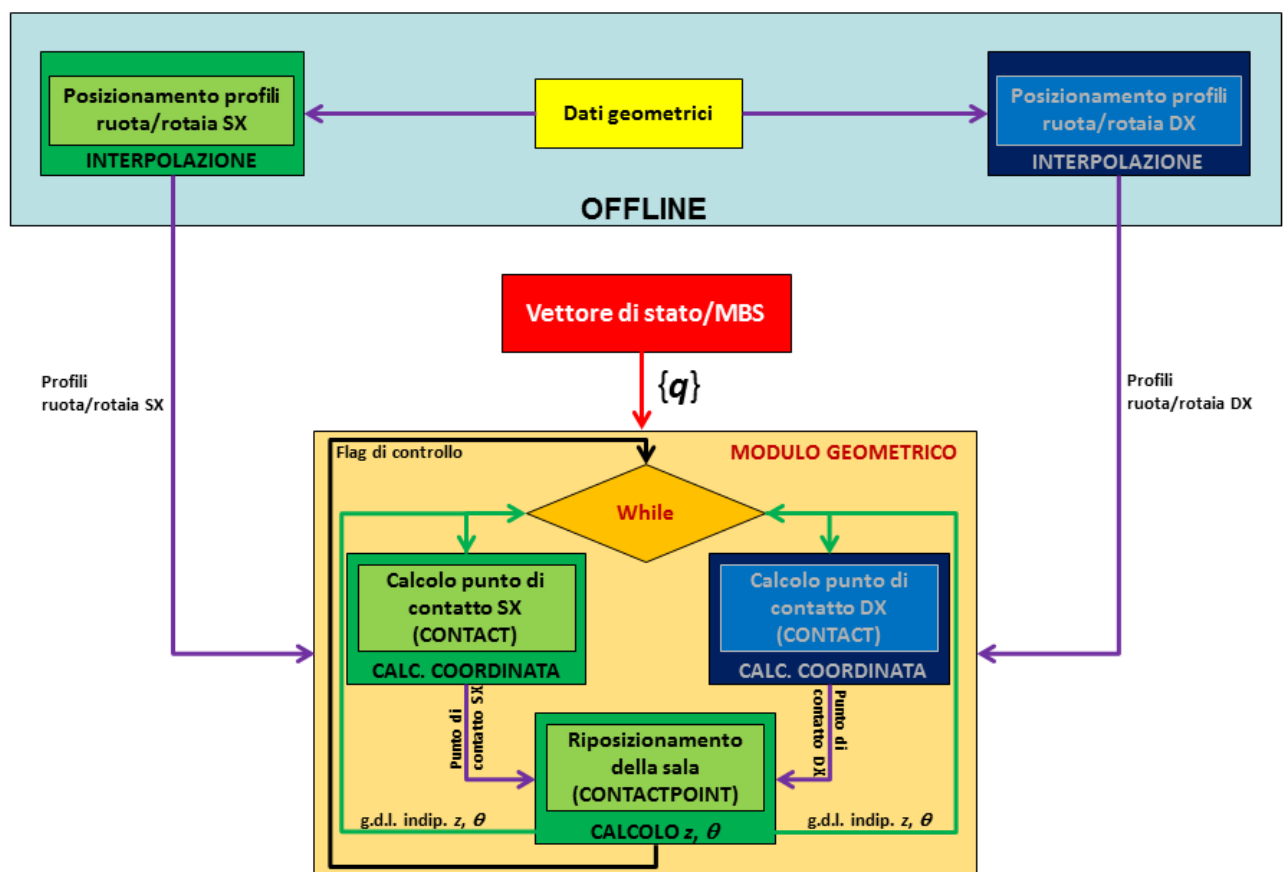 Posizionamento profili
ruota/rotaia SX
INTERPOLAZIONE
Dati geometrici
Posizionamento profili
ruota/rotaia DX
INTERPOLAZIONE
OFFLINE
Vettore di stato/MBS
{q}
Profili
ruota/rotaia SX
Profili
ruota/rotaia DX
Flag di controllo
MODULO GEOMETRICO
While
Calcolo punto di
contatto SX
(CONTACT)
CALC. COORDINATA
Calcolo punto di
contatto DX
(CONTACT)
CALC. COORDINATA
Punto di
contatto SX
Punto di
contatto DX
Riposizionamento
della sala
(CONTACTPOINT)
CALCOLO z, θ
g.d.l. indip. z, θ
g.d.l. indip. z, θ